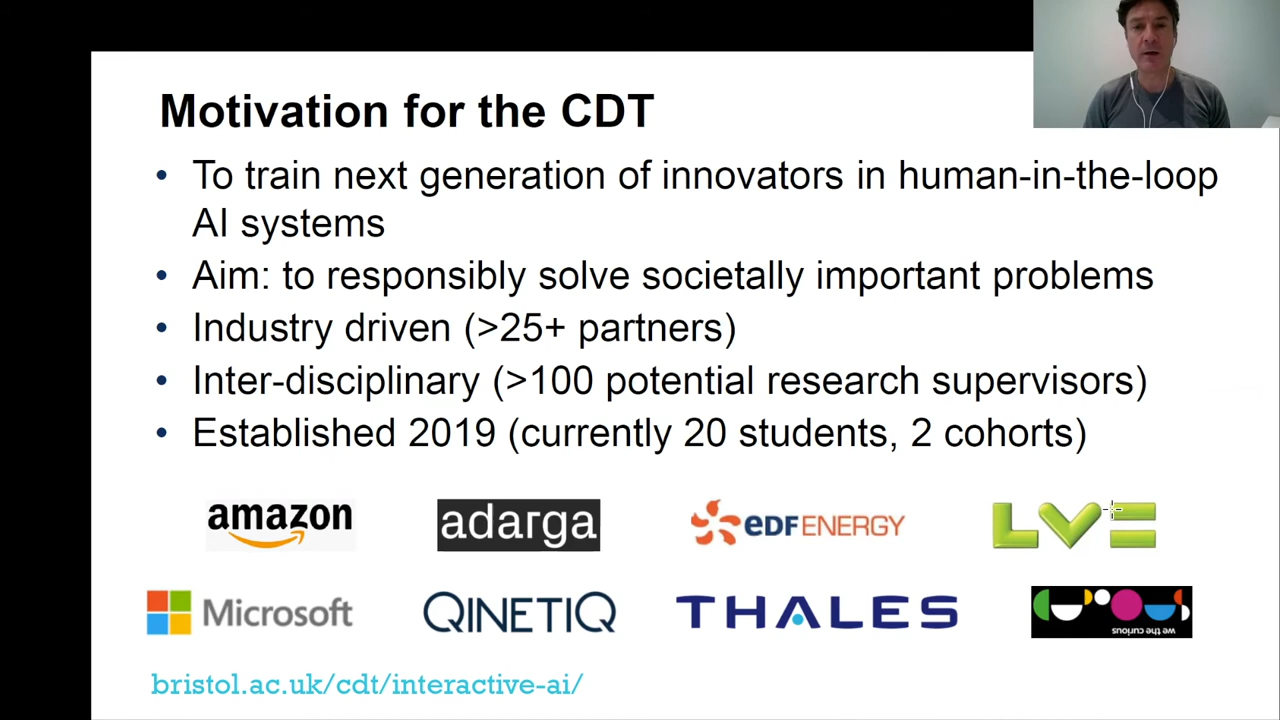 Motivation for the CDT
• To train next generation of innovators in human-in-the-loop
AI systems
• Aim: to responsibly solve societally important problems
• Industry driven (>25+ partners)
• Inter-disciplinary (>100 potential research supervisors)
• Established 2019 (currently 20 students, 2 cohorts)
amazon
adarga
eDF ENERGY
LV=
Microsoft
QINETIQ
THALES
we the curious
bristol.ac.uk/cdt/interactive-ai/